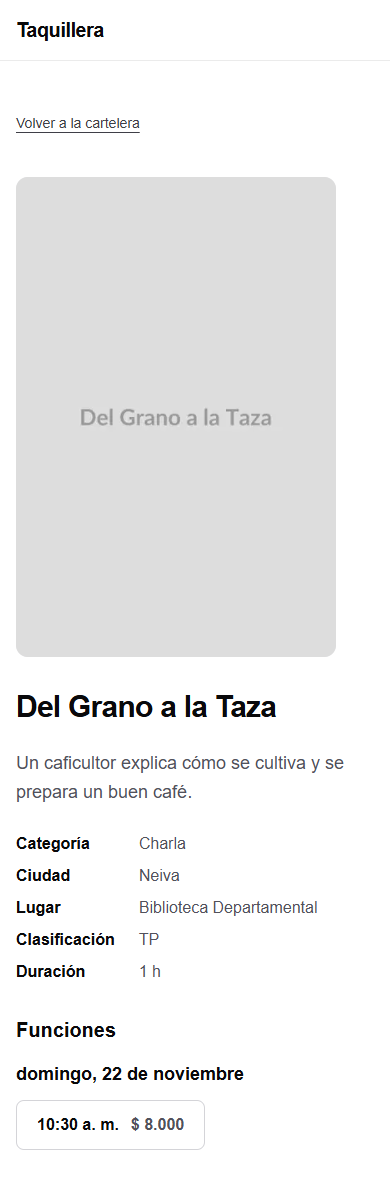 Taquillera
Volver a la cartelera
Del Grano a la Taza
Del Grano a la Taza
Un caficultor explica cómo se cultiva y se
prepara un buen café.
Categoría Charla
Ciudad Neiva
Lugar Biblioteca Departamental
Clasificación TP
Duración 1 h
Funciones
domingo, 22 de noviembre
10:30 a. m. $ 8.000